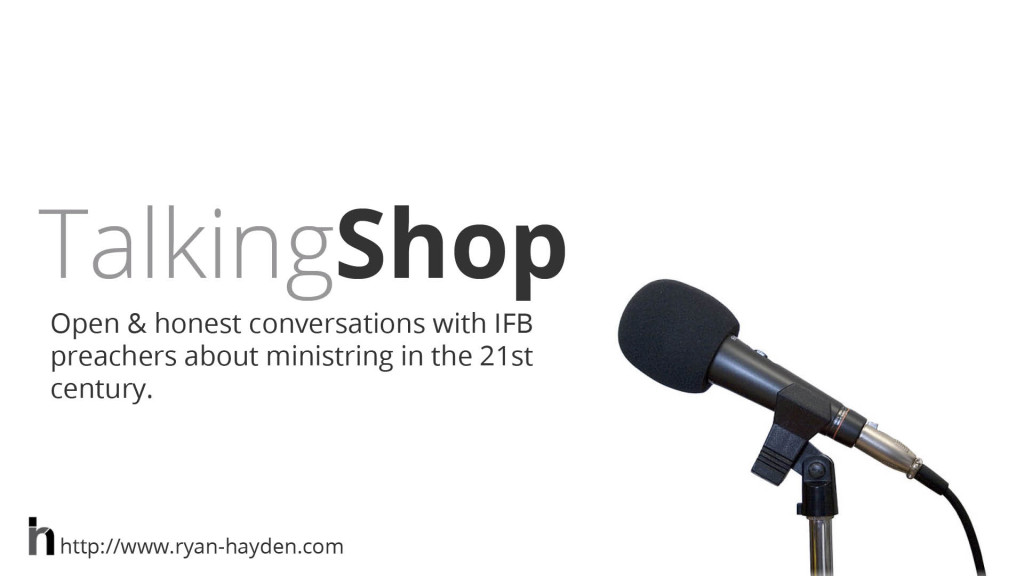 TalkingShop
Open & honest conversations with IFB
preachers about ministring in the 21st
century.
http://www.ryan-hayden.com